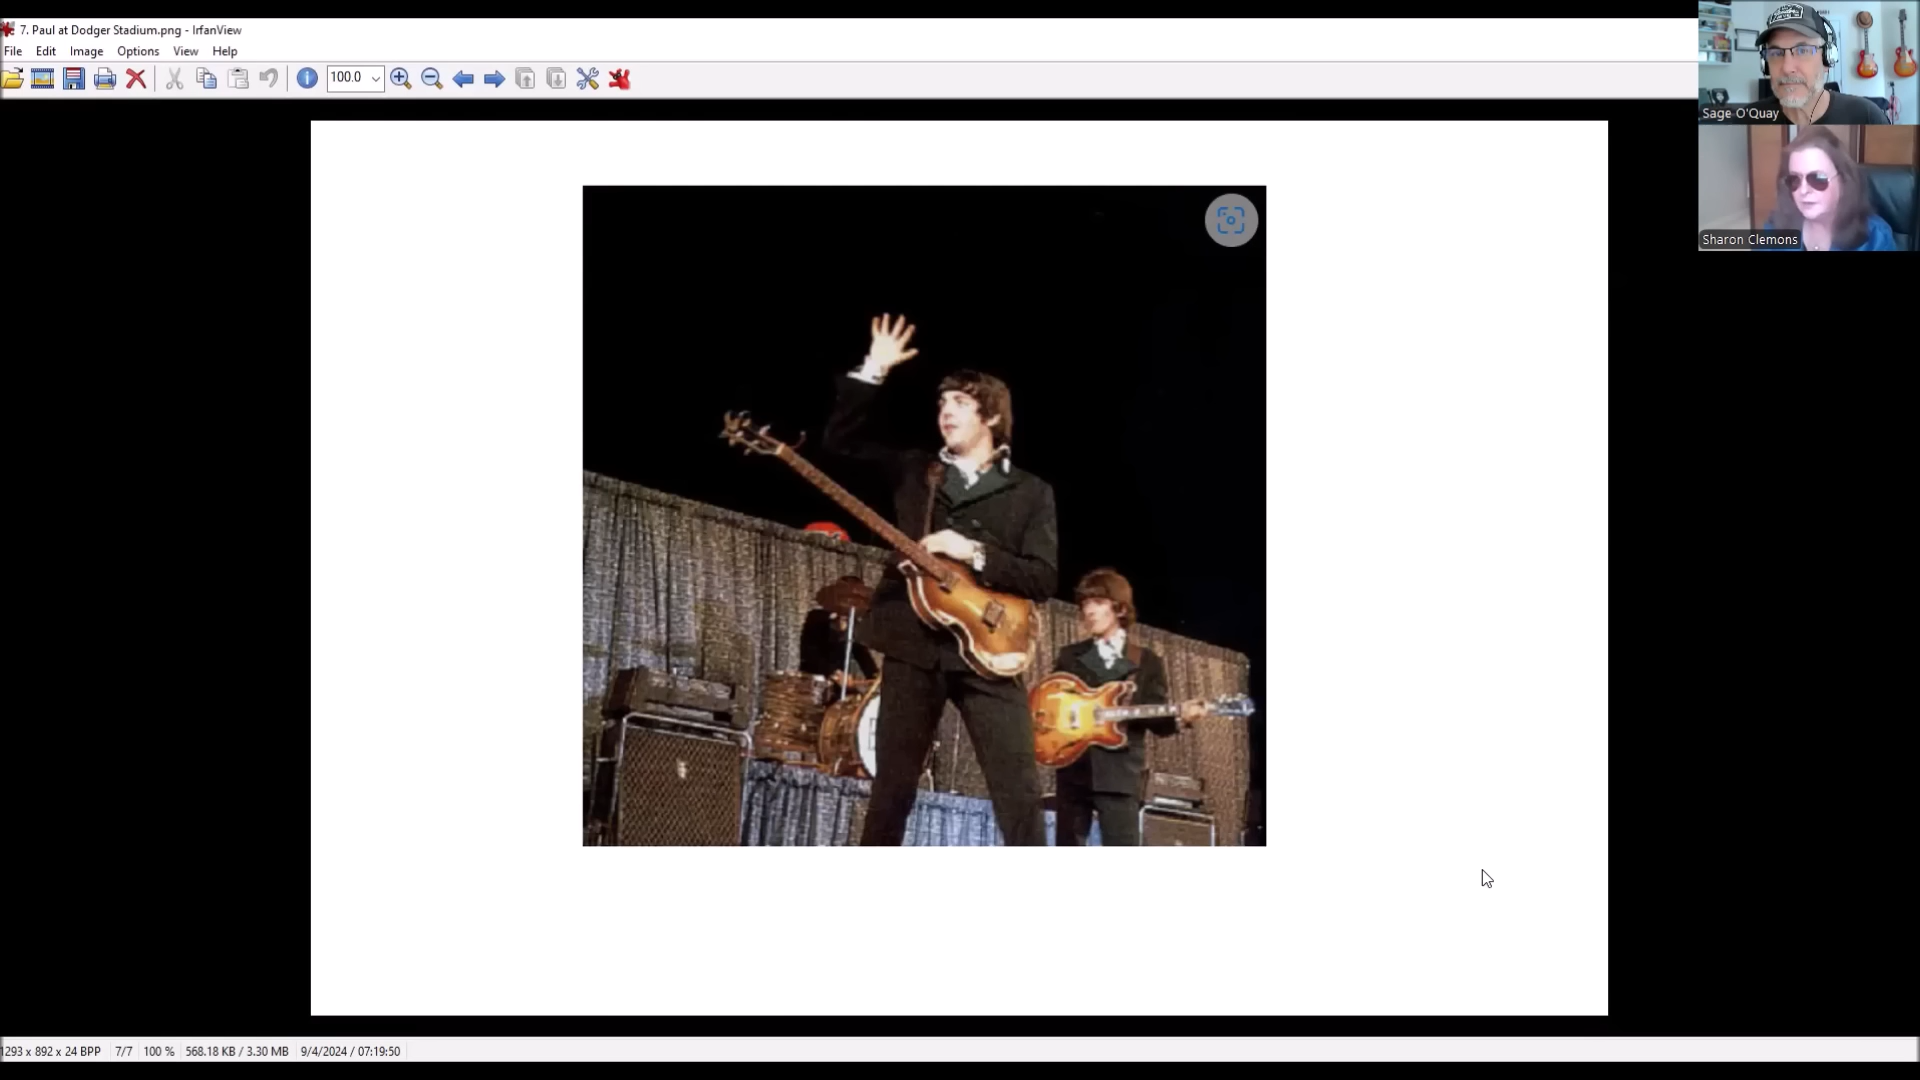 7. Paul at Dodger Stadium.png - IrfanView
File Edit Image Options View Help
100.0
Sage O'Quay
Sharon Clemons
1293 x 892 x 24 BPP 7/7 100 % 568.18 KB / 3.30 MB 9/4/2024 / 07:19:50